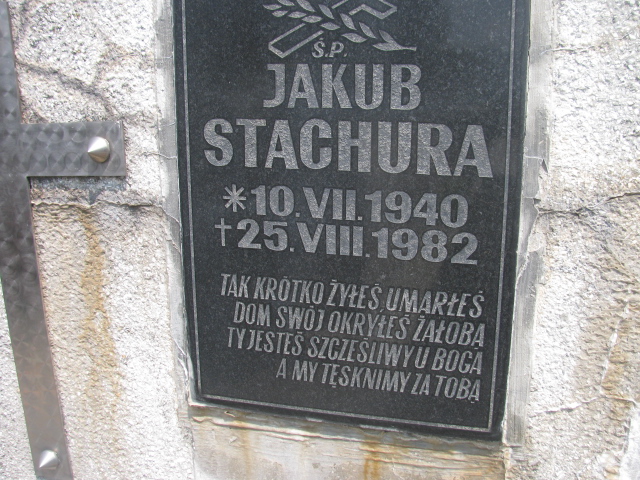 Ś.P.
JAKUB
STACHURA
*10.VII.1940
†25.VIII.1982
TAK KRÓTKO ŻYŁEŚ, UMARŁEŚ
DOM SWÓJ OKRYŁEŚ ŻAŁOBĄ
TY JESTEŚ SZCZĘŚLIWY U BOGA
A MY TĘSKNIMY ZA TOBĄ